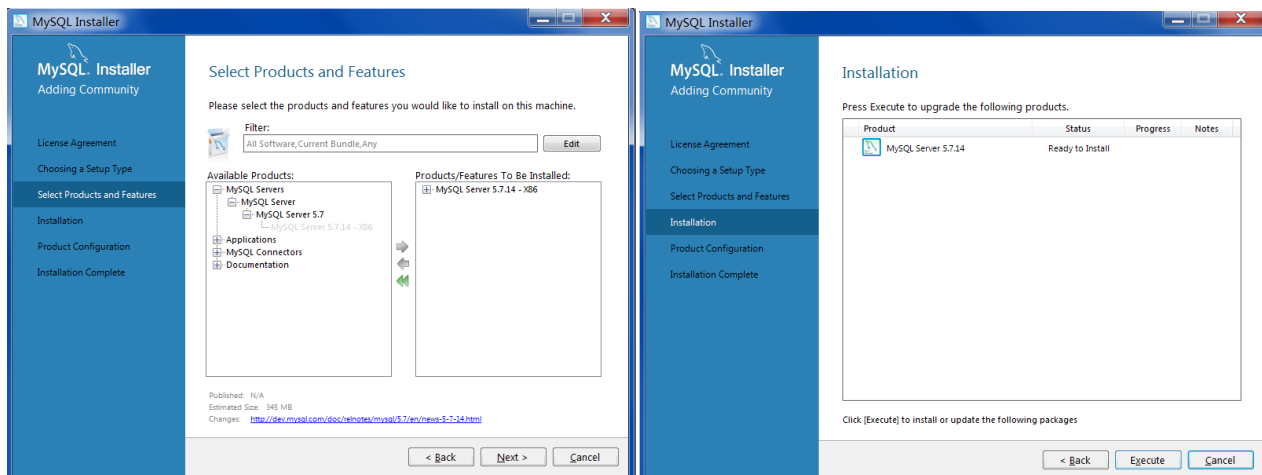 MySQL Installer
MySQL. Installer
Adding Community
License Agreement
Choosing a Setup Type
Select Products and Features
Installation
Product Configuration
Installation Complete
Select Products and Features
Please select the products and features you would like to install on this machine.
Filter:
All Software,Current Bundle,Any
Edit
Available Products:
MySQL Servers
MySQL Server
MySQL Server 5.7
MySQL Server 5.7.14 - X86
Applications
MySQL Connectors
Documentation
Products/Features To Be Installed:
MySQL Server 5.7.14 - X86
Published: N/A
Estimated Size: 345 MB
Changes: http://dev.mysql.com/doc/relnotes/mysql/5.7/en/news-5-7-14.html
< Back Next > Cancel
MySQL Installer
MySQL. Installer
Adding Community
License Agreement
Choosing a Setup Type
Select Products and Features
Installation
Product Configuration
Installation Complete
Installation
Press Execute to upgrade the following products.
Product Status Progress Notes
MySQL Server 5.7.14 Ready to Install
Click [Execute] to install or update the following packages
< Back Execute Cancel